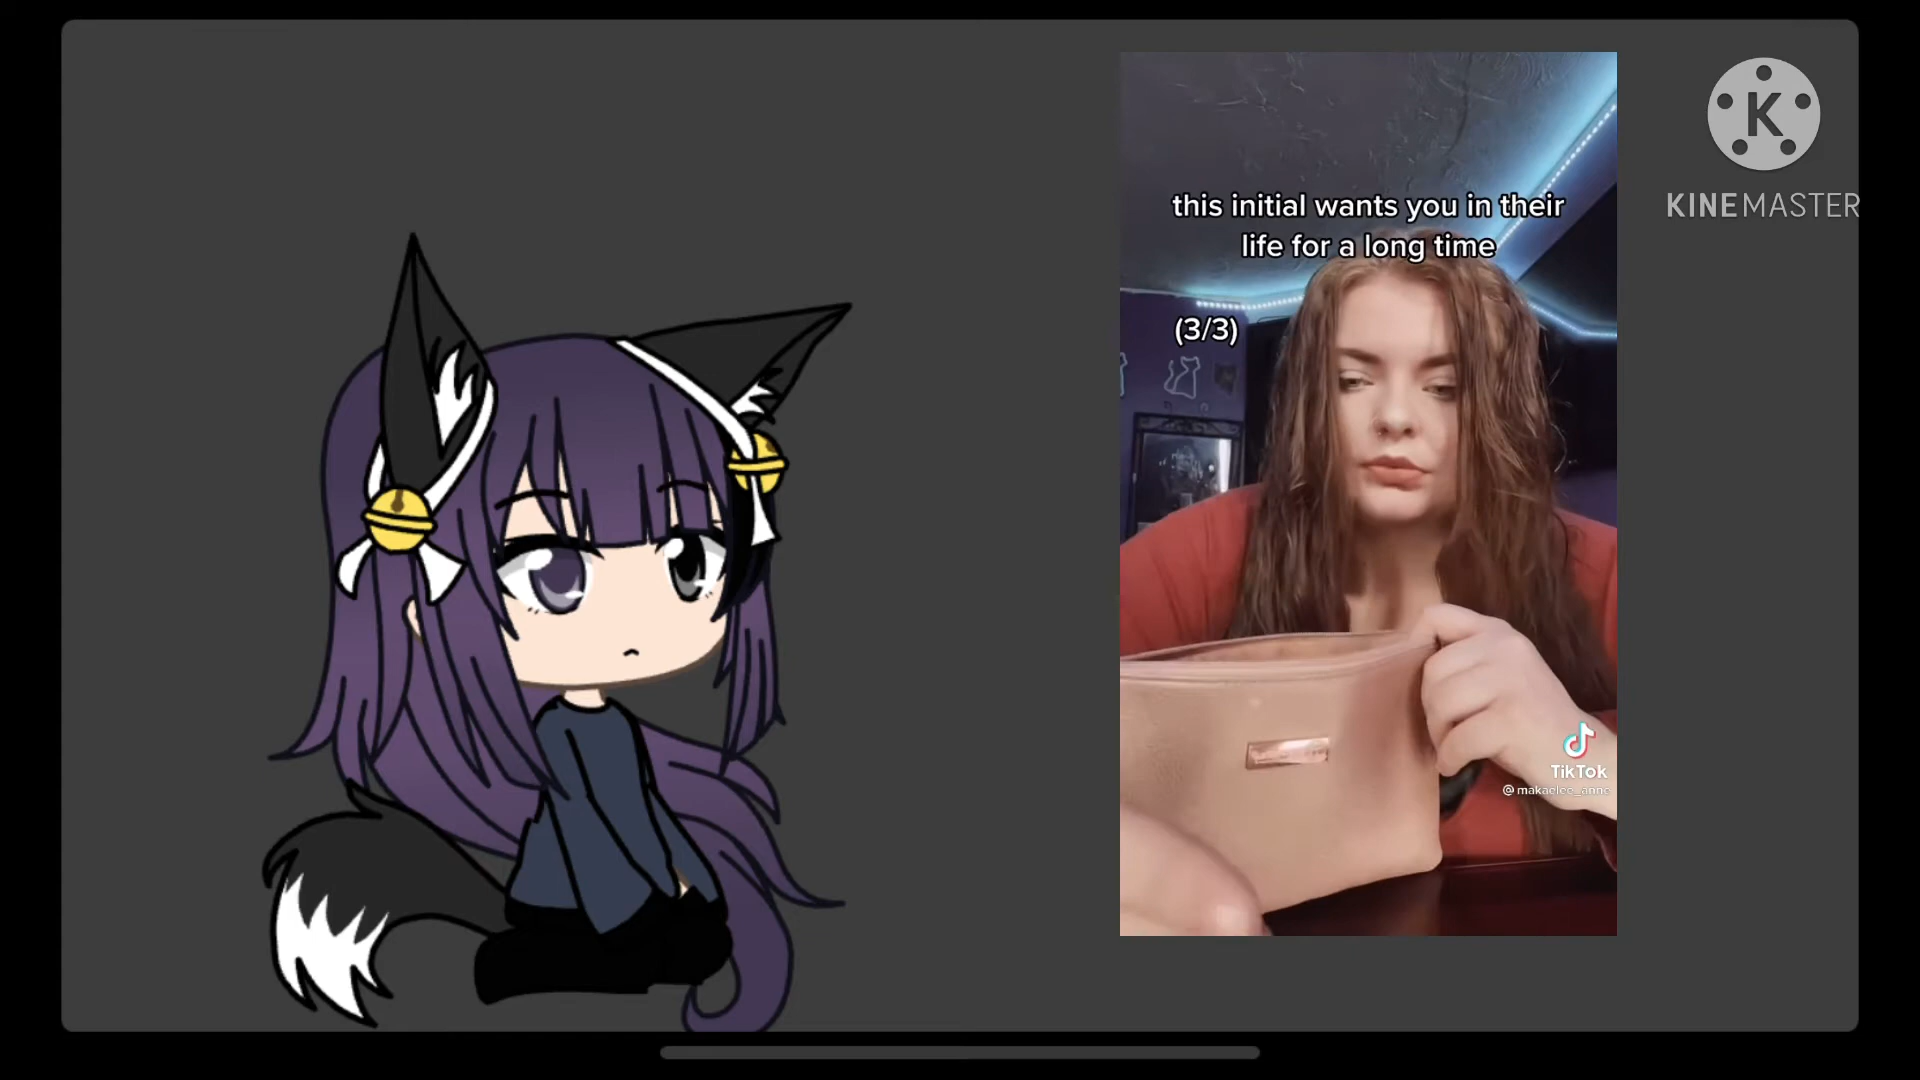 this initial wants you in their
life for a long time
(3/3)
K
KINEMASTER
TikTok